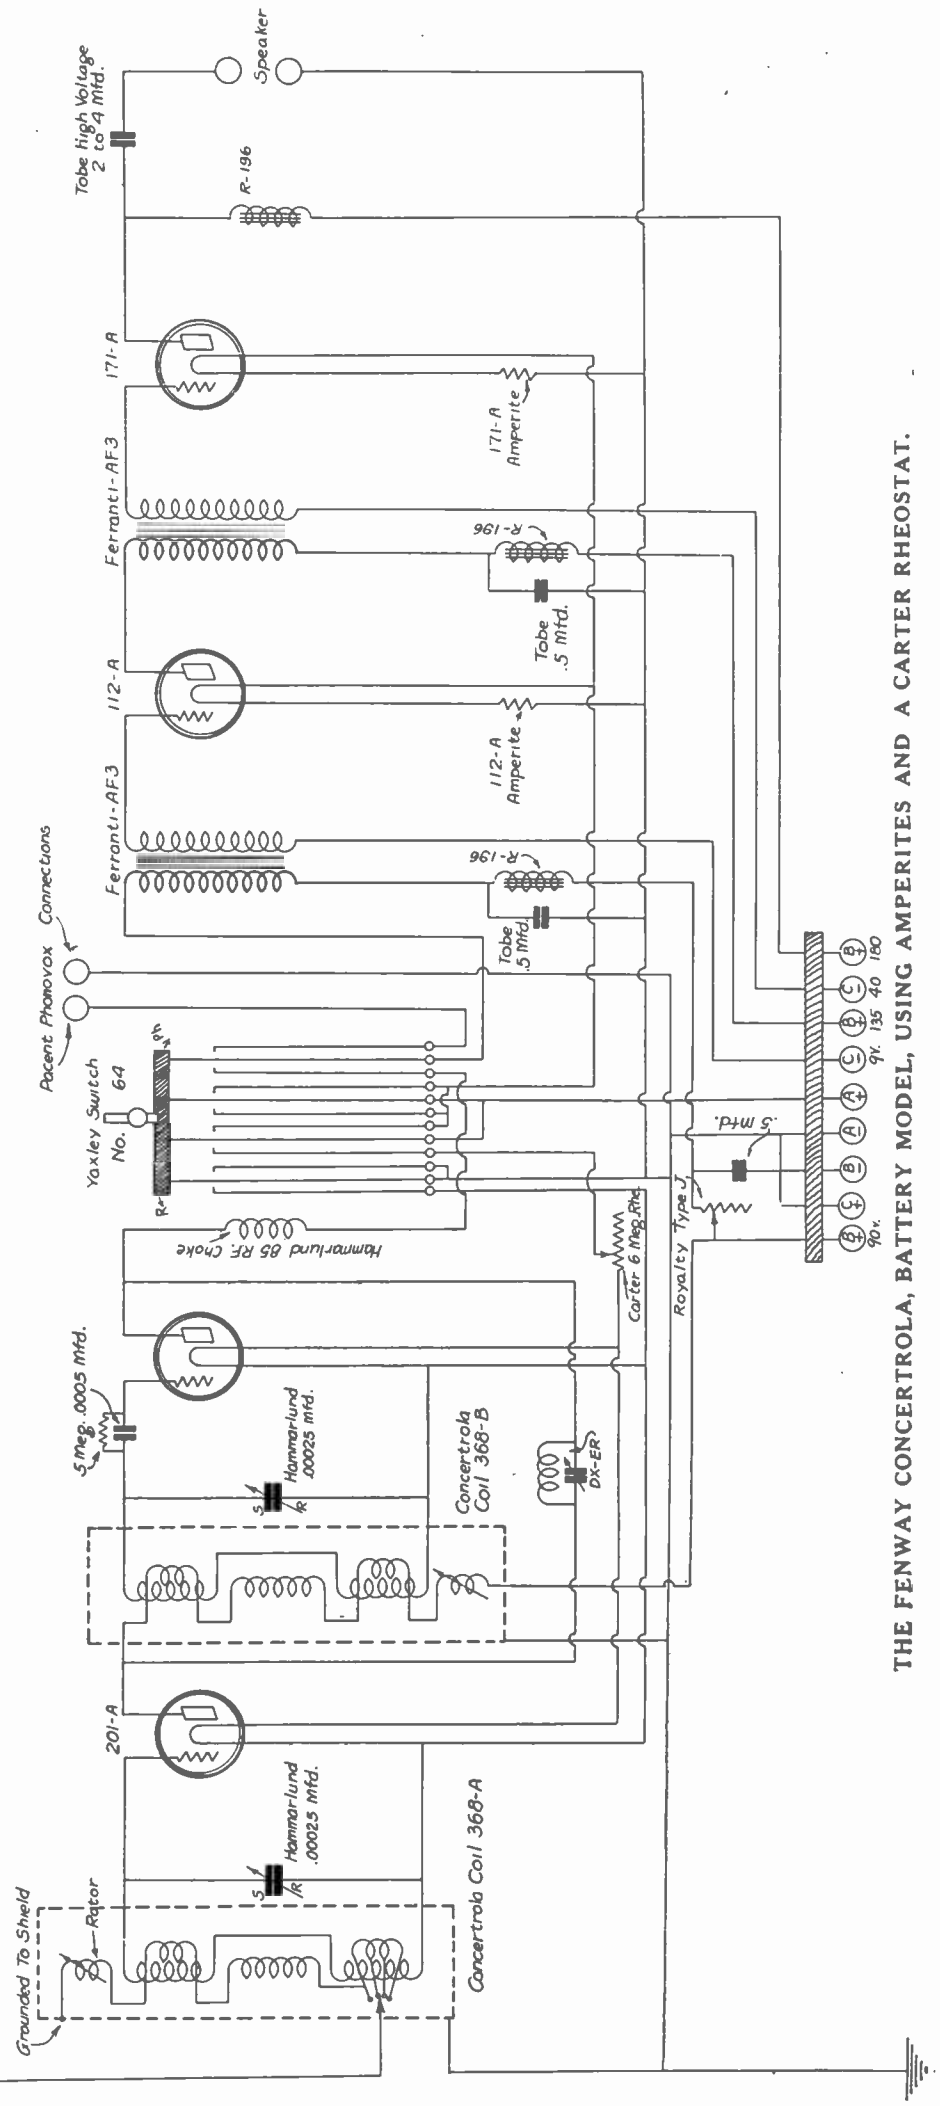 Grounded To Shield
Rotor
S
R
Hammarlund
.00025 Mfd.
Concertrola Coil 368-A
201-A
.5 Meg.
.0005 Mfd.
S
R
Hammarlund
.00025 Mfd.
Concertrola
Coil 368-B
DX-ER
Hammarlund 85 R.F. Choke
Carter 6 Meg. Rhe.
Royalty Type J
.5 Mfd.
R
Ph
Yaxley Switch
No. 64
Pacent Phonovox Connections
Ferranti-AF3
R-196
Tobe
.5 Mfd.
112-A
112-A
Amperite
Ferranti-AF3
R-196
Tobe
.5 Mfd.
171-A
171-A
Amperite
R-196
Tobe High Voltage
2 to 4 Mfd.
Speaker
B+
90v.
C+
B-
A-
A+
C-
9v.
B+
135
C-
40
B+
180
THE FENWAY CONCERTROLA, BATTERY MODEL, USING AMPERITES AND A CARTER RHEOSTAT.